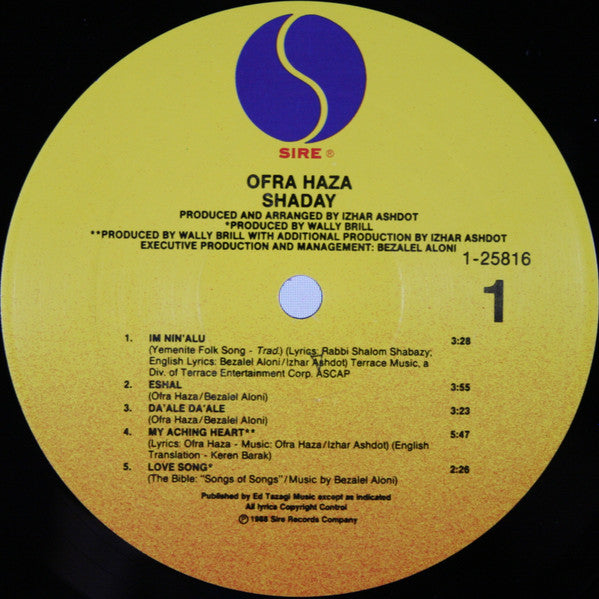 SIRE ®
OFRA HAZA
SHADAY
PRODUCED AND ARRANGED BY IZHAR ASHDOT
*PRODUCED BY WALLY BRILL
**PRODUCED BY WALLY BRILL WITH ADDITIONAL PRODUCTION BY IZHAR ASHDOT
EXECUTIVE PRODUCTION AND MANAGEMENT: BEZALEL ALONI
1-25816
1
1. IM NIN'ALU 3:28
(Yemenite Folk Song - Trad.) (Lyrics: Rabbi Shalom Shabazy;
English Lyrics: Bezalel Aloni/Izhar Ashdot) Terrace Music, a
Div. of Terrace Entertainment Corp. ASCAP
2. ESHAL 3:55
(Ofra Haza/Bezalel Aloni)
3. DA'ALE DA'ALE 3:23
(Ofra Haza/Bezalel Aloni)
4. MY ACHING HEART** 5:47
(Lyrics: Ofra Haza - Music: Ofra Haza/Izhar Ashdot) (English
Translation - Keren Barak)
5. LOVE SONG* 2:26
(The Bible: "Songs of Songs"/Music by Bezalel Aloni)
Published by Ed Tazagi Music except as indicated
All lyrics Copyright Control
℗ 1988 Sire Records Company